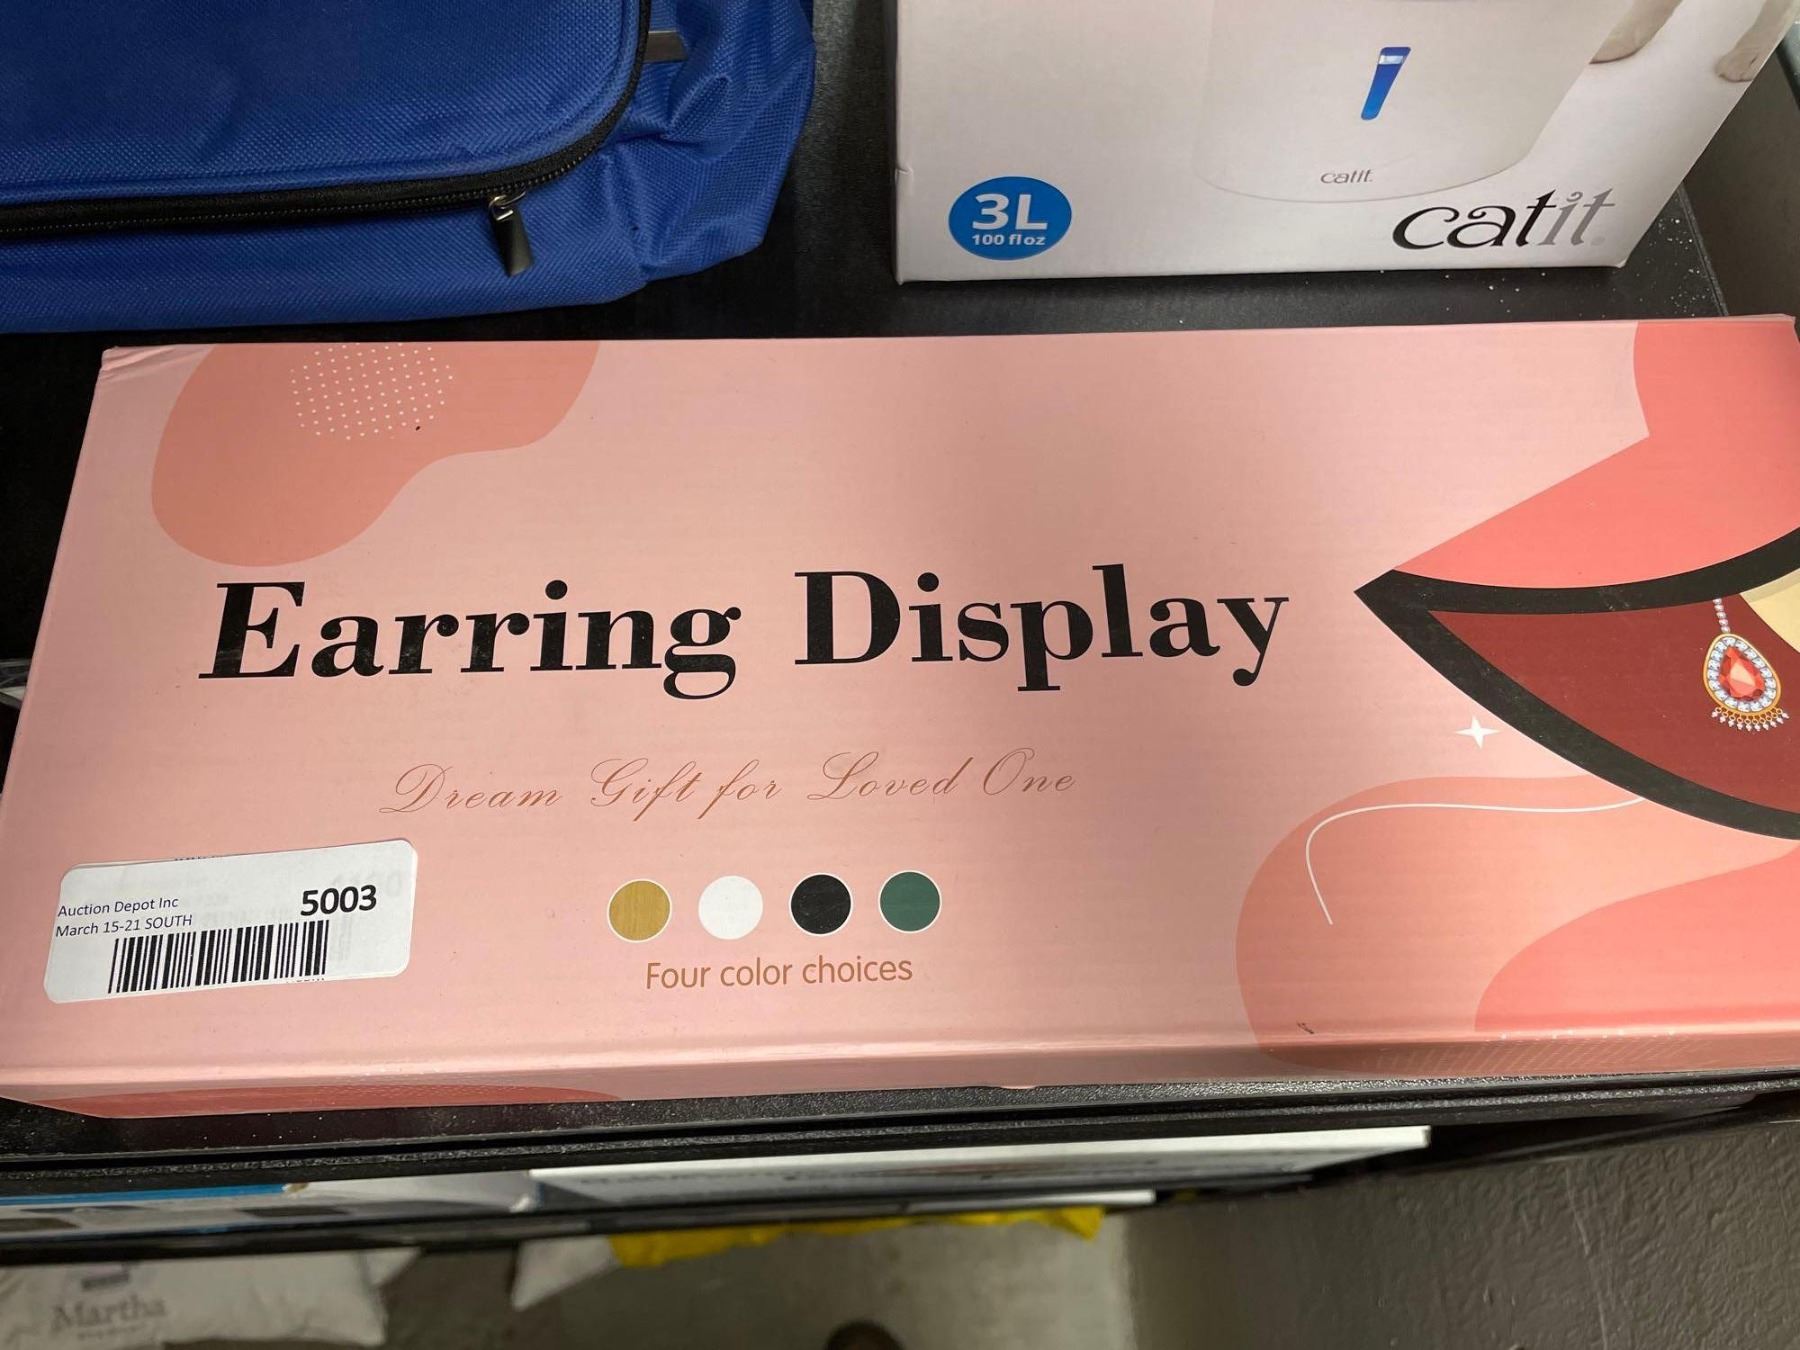 catit
3L
100 fl oz
catit
Earring Display
Dream Gift for Loved One
Auction Depot Inc
5003
March 15-21 SOUTH
Four color choices
Martha